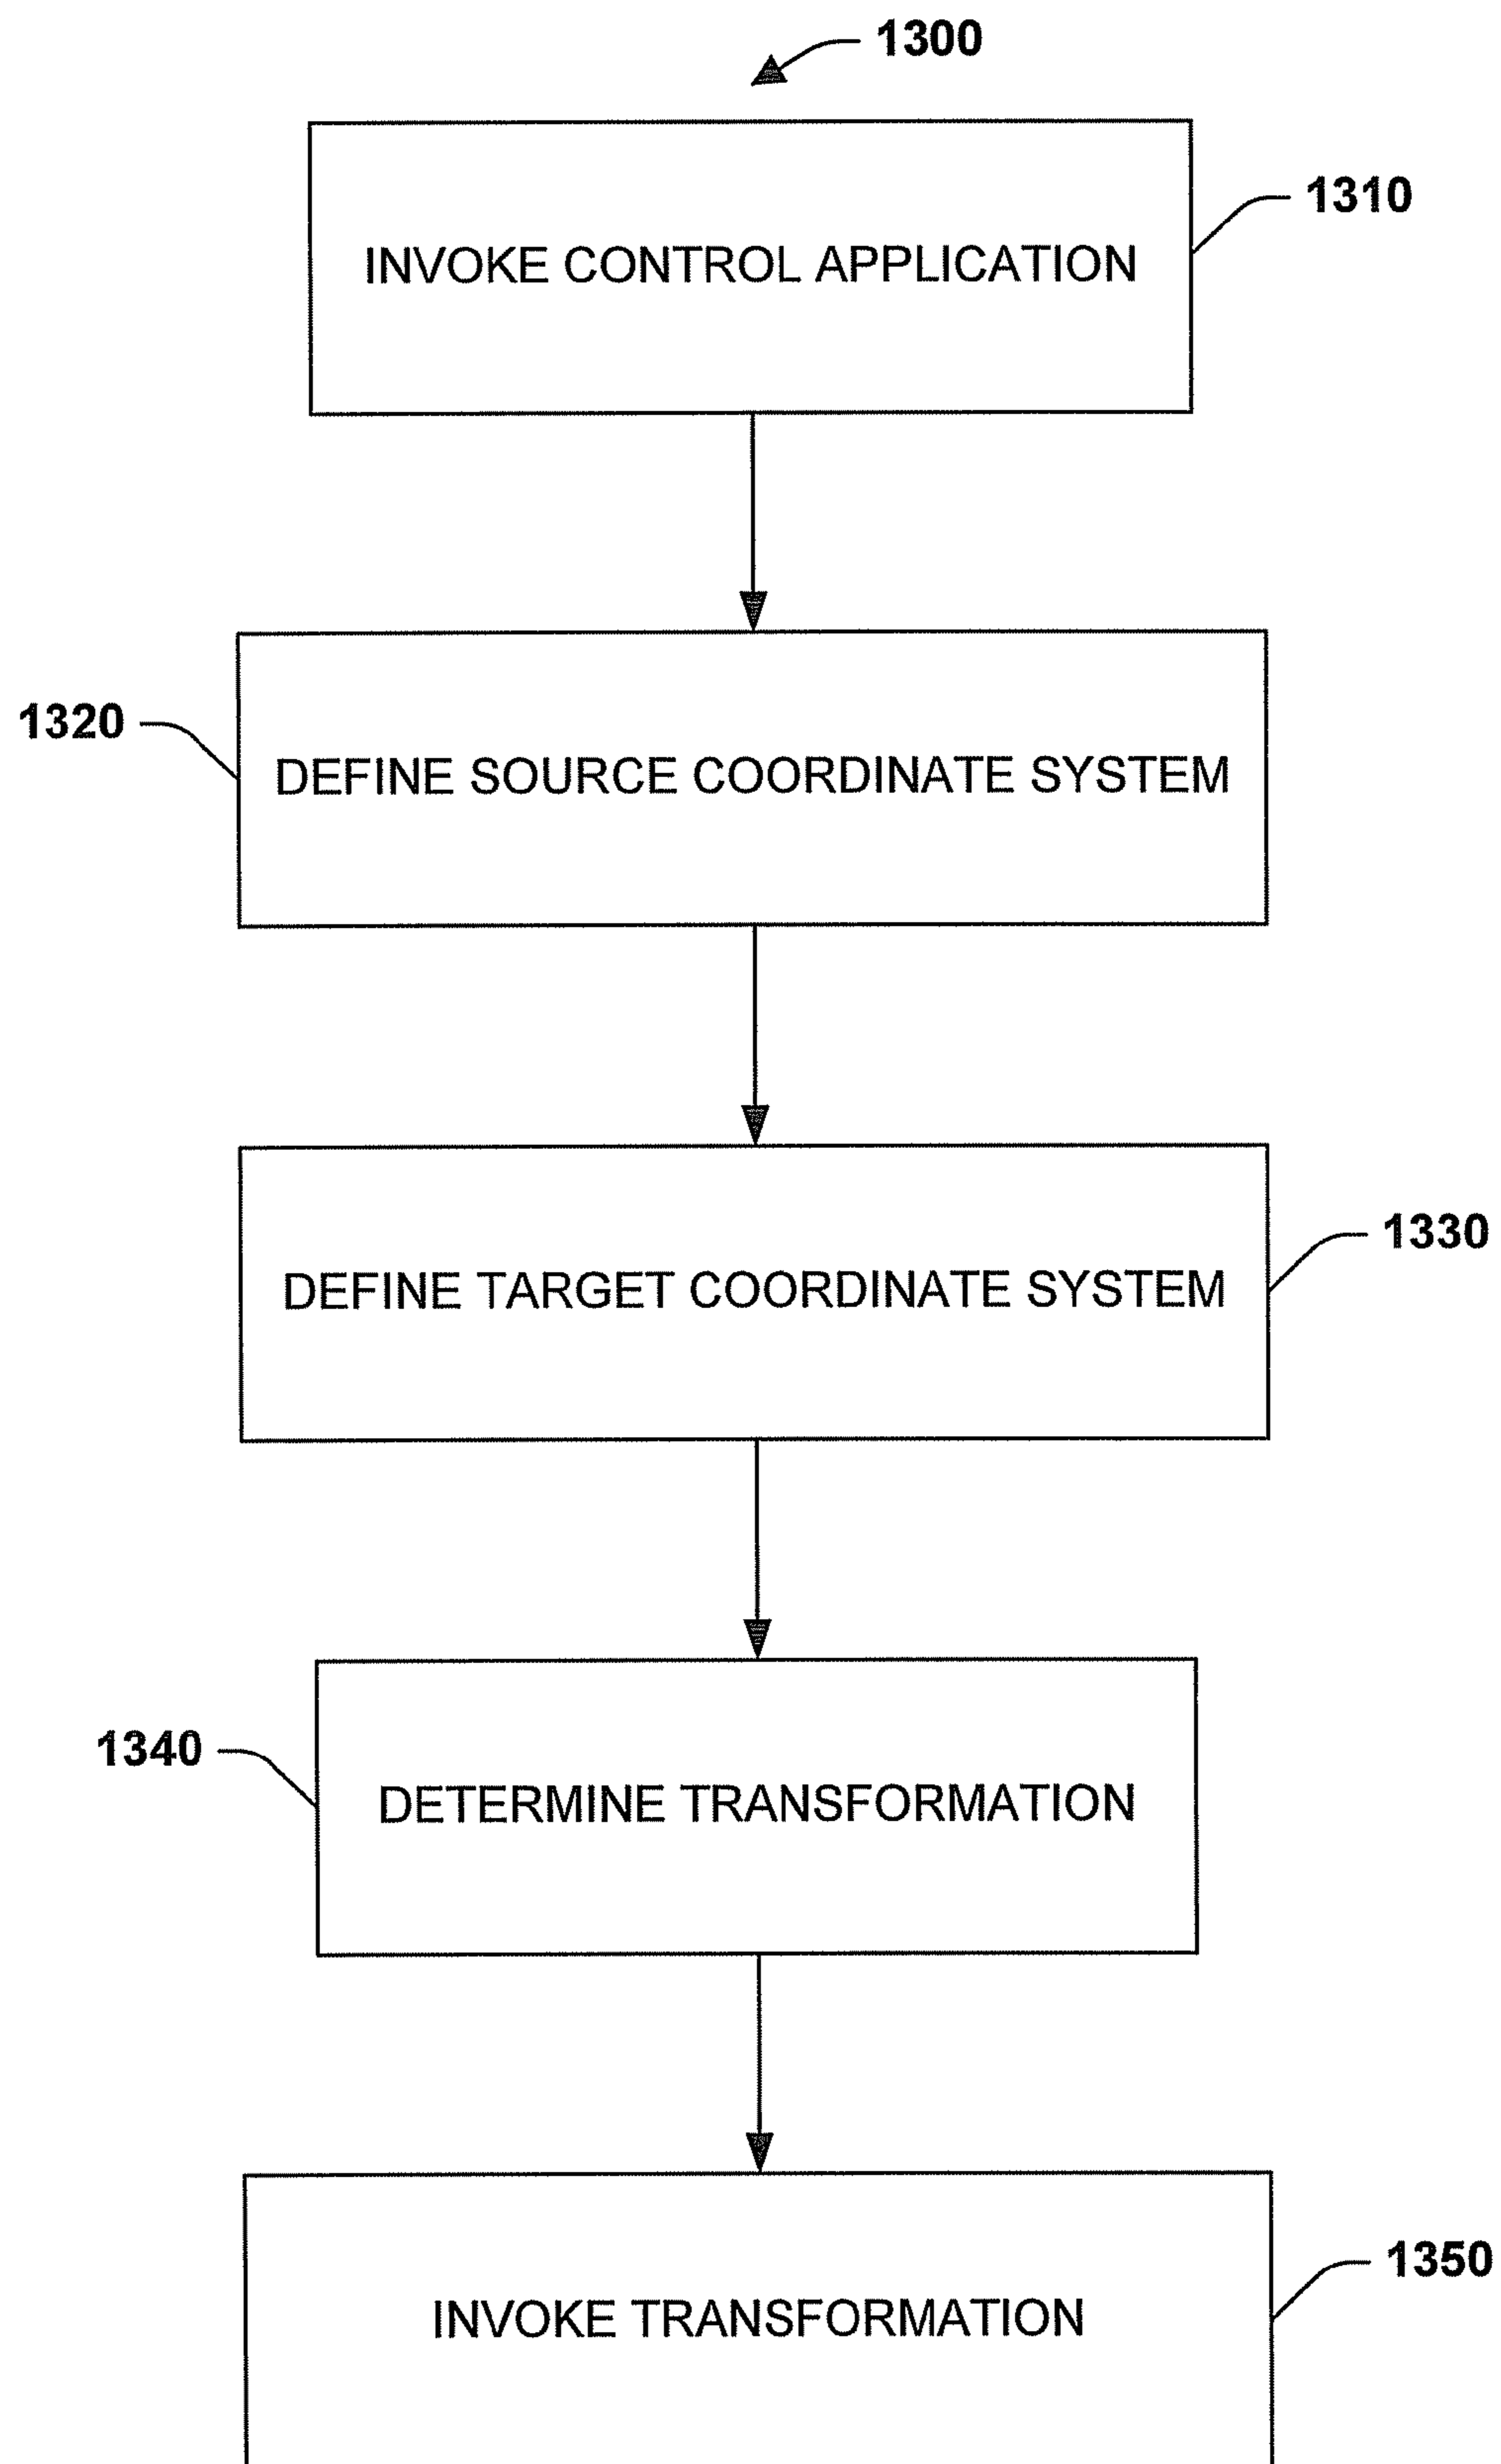 1300
1310
INVOKE CONTROL APPLICATION
1320
DEFINE SOURCE COORDINATE SYSTEM
1330
DEFINE TARGET COORDINATE SYSTEM
1340
DETERMINE TRANSFORMATION
1350
INVOKE TRANSFORMATION